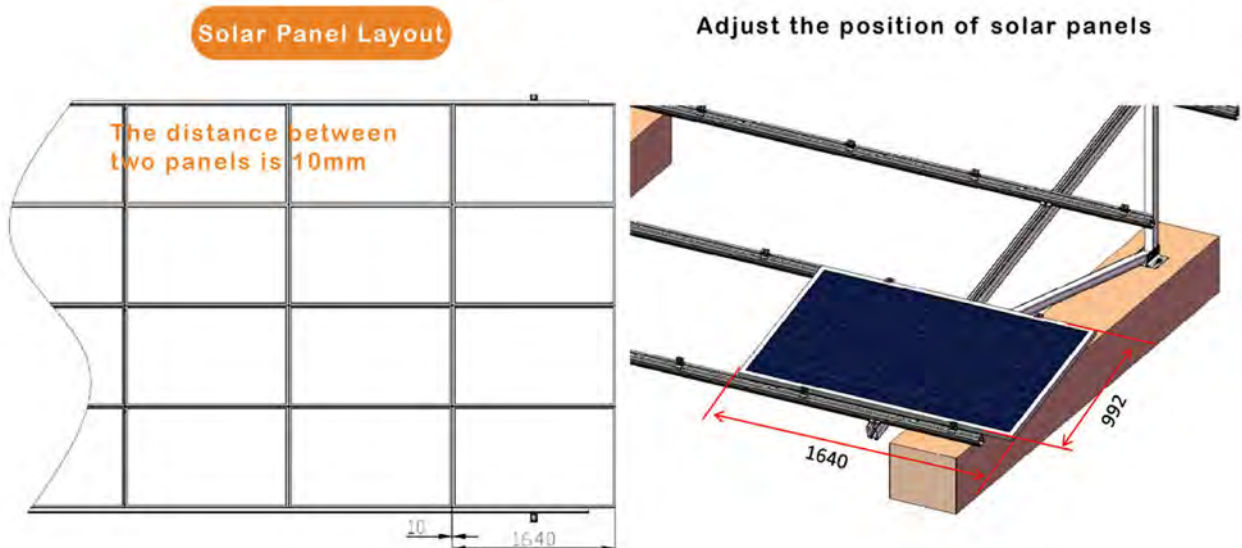 Solar Panel Layout
Adjust the position of solar panels
The distance between
two panels is 10mm
992
1640
10
1640